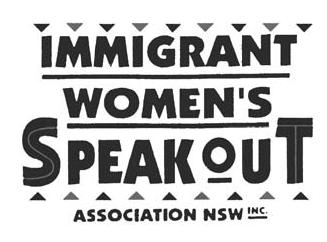 IMMIGRANT
WOMEN'S
SPEAKOUT
ASSOCIATION NSW INC.